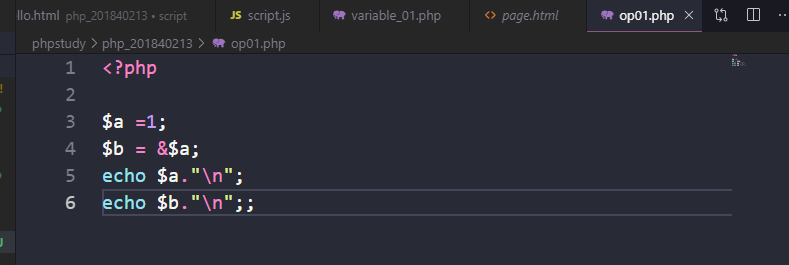 llo.html php_201840213 • script JS script.js variable_01.php <> page.html op01.php ×
phpstudy > php_201840213 > op01.php
1 <?php
2
3 $a =1;
4 $b = &$a;
5 echo $a."\n";
6 echo $b."\n";;